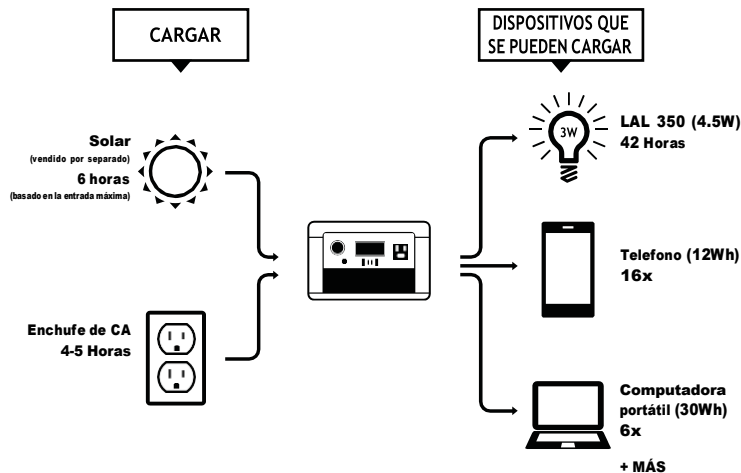 CARGAR
Solar
(vendido por separado)
6 horas
(basado en la entrada máxima)
Enchufe de CA
4-5 Horas
DISPOSITIVOS QUE
SE PUEDEN CARGAR
3W
LAL 350 (4.5W)
42 Horas
Telefono (12Wh)
16x
Computadora
portátil (30Wh)
6x
+ MÁS